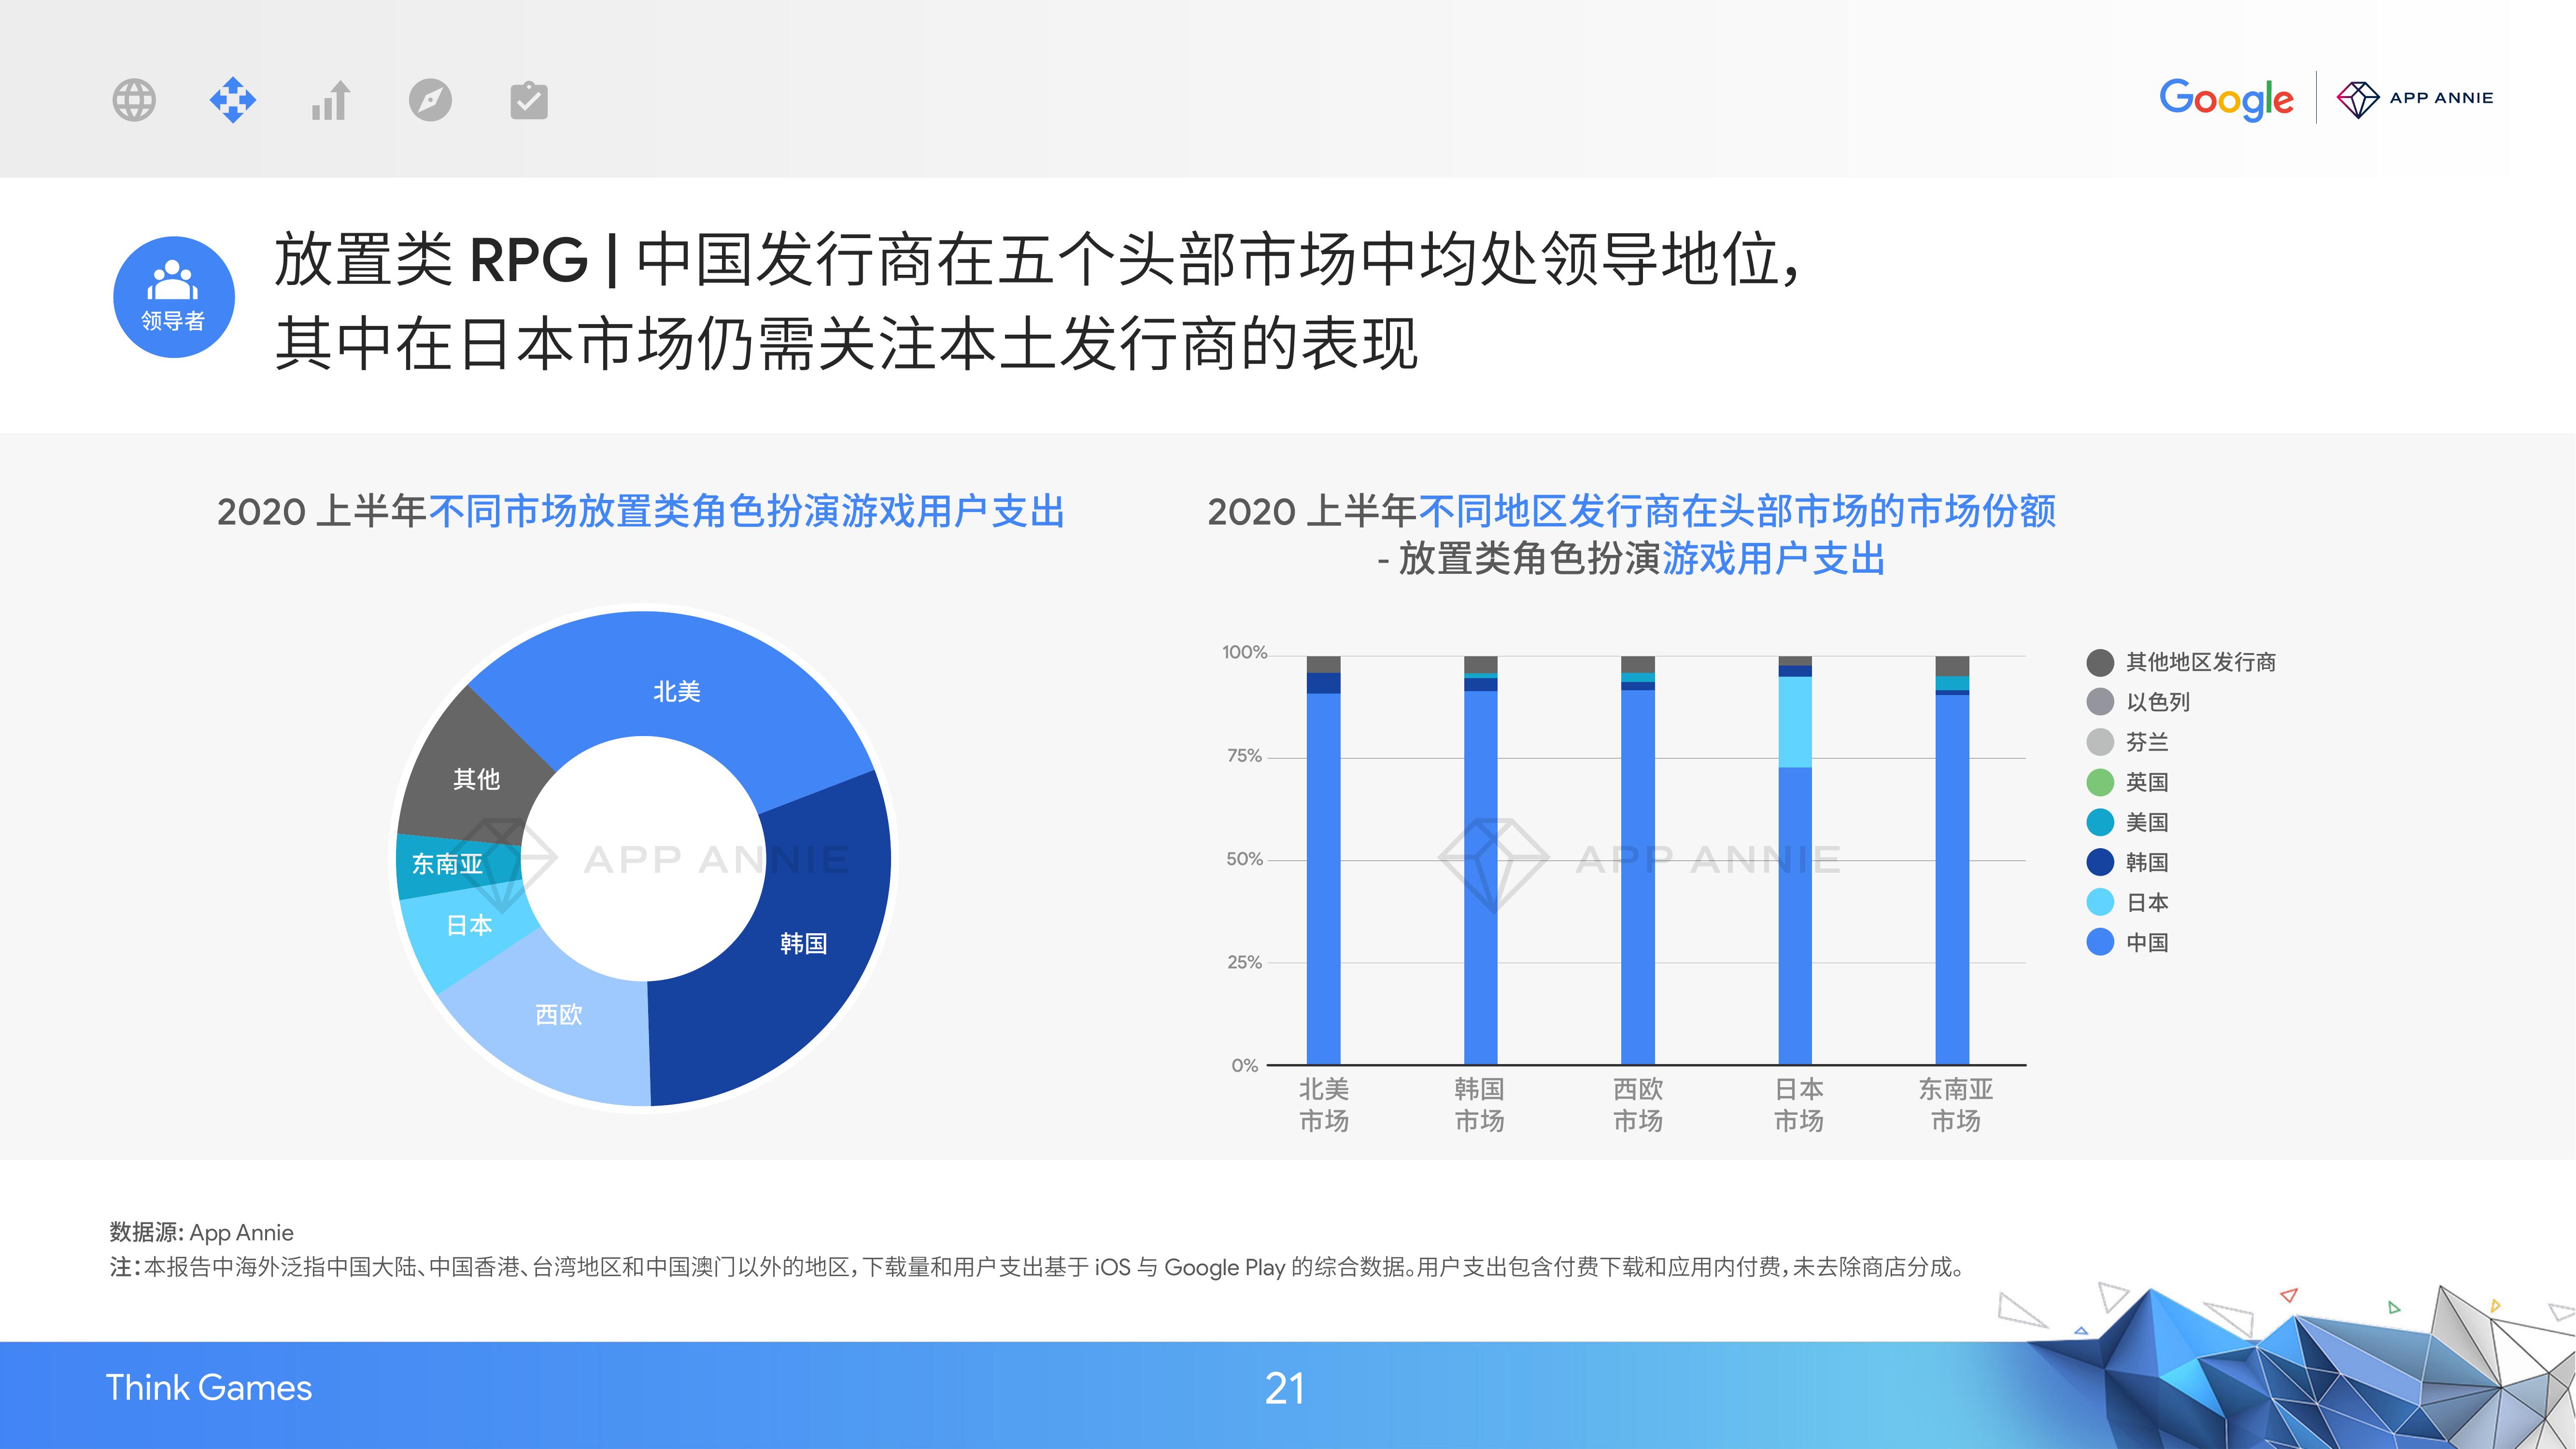 Google
APP ANNIE
领导者
放置类 RPG | 中国发行商在五个头部市场中均处领导地位，
其中在日本市场仍需关注本土发行商的表现
2020 上半年不同市场放置类角色扮演游戏用户支出
北美
其他
东南亚
日本
韩国
西欧
APP ANNIE
2020 上半年不同地区发行商在头部市场的市场份额
- 放置类角色扮演游戏用户支出
100%
75%
50%
25%
0%
APP ANNIE
北美
市场
韩国
市场
西欧
市场
日本
市场
东南亚
市场
其他地区发行商
以色列
芬兰
英国
美国
韩国
日本
中国
数据源: App Annie
注：本报告中海外泛指中国大陆、中国香港、台湾地区和中国澳门以外的地区，下载量和用户支出基于 iOS 与 Google Play 的综合数据。用户支出包含付费下载和应用内付费，未去除商店分成。
Think Games
21